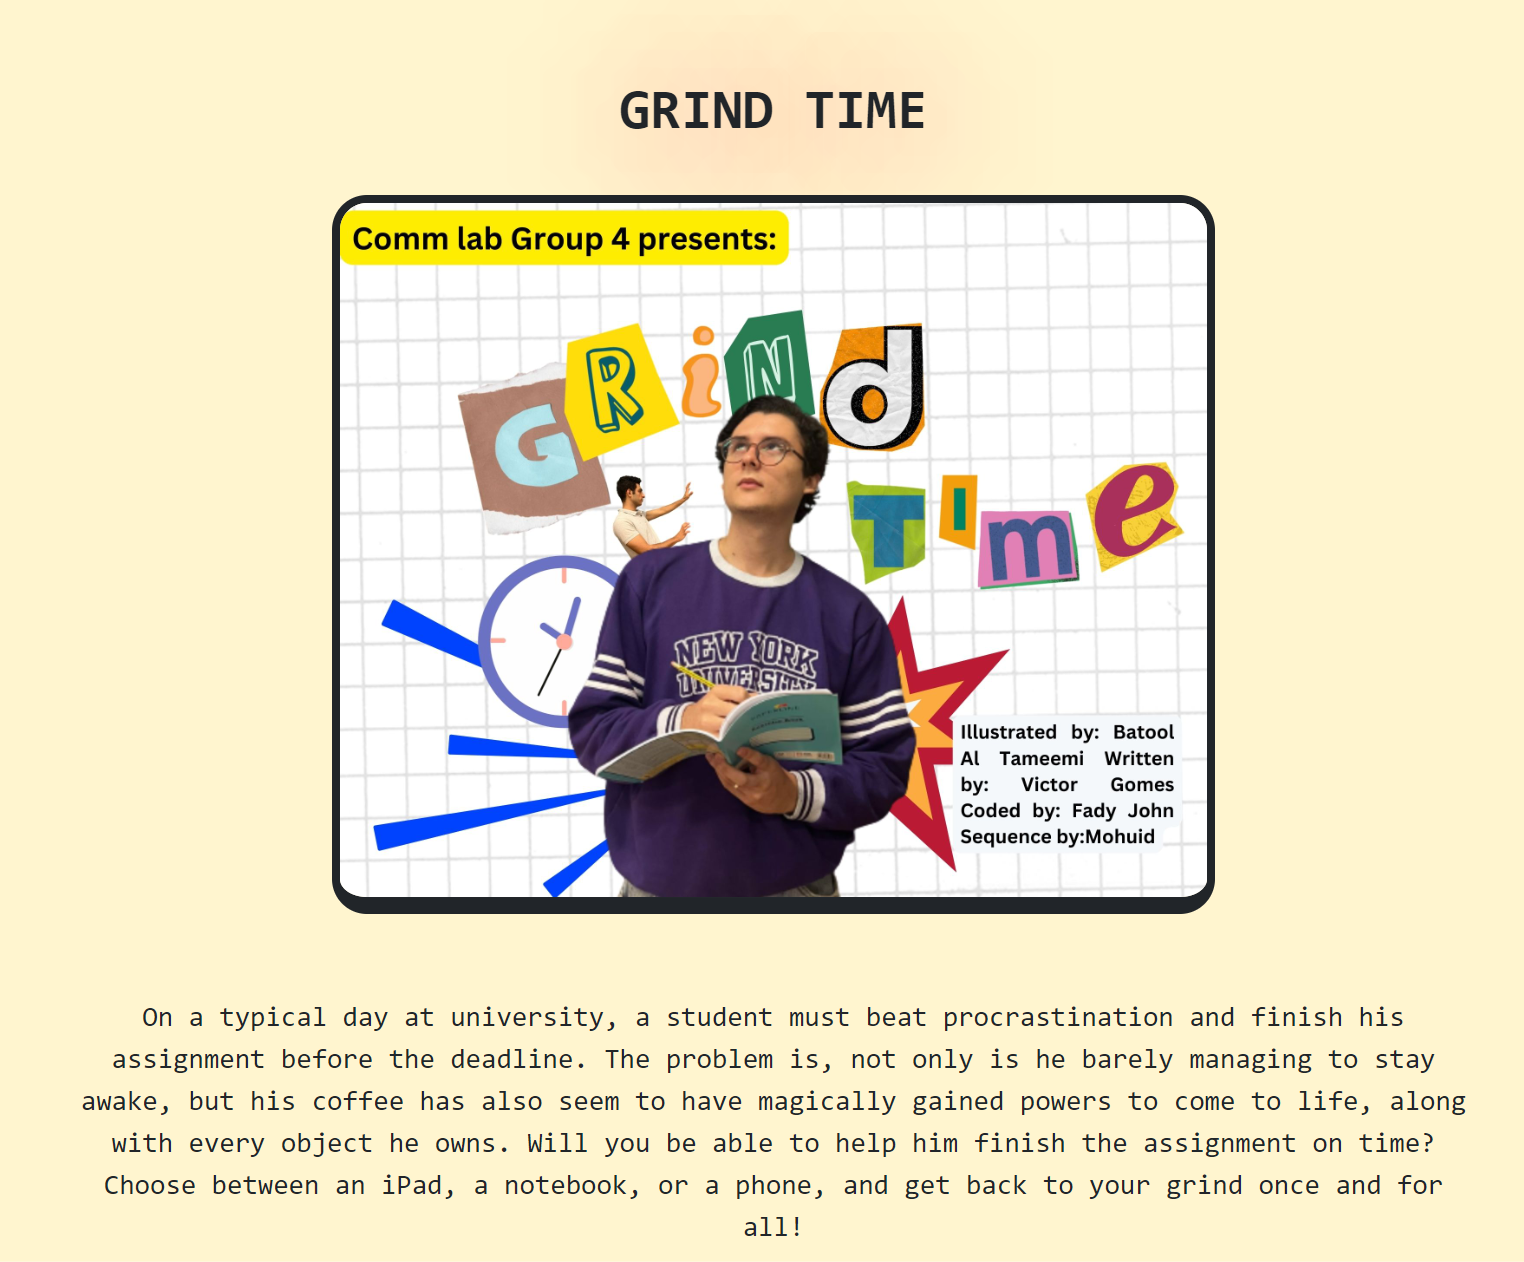 GRIND TIME
Comm lab Group 4 presents:
GRiNd
TIme
NEW YORK
UNIVERSITY
Illustrated by: Batool
Al Tameemi Written
by: Victor Gomes
Coded by: Fady John
Sequence by:Mohuid
On a typical day at university, a student must beat procrastination and finish his
assignment before the deadline. The problem is, not only is he barely managing to stay
awake, but his coffee has also seem to have magically gained powers to come to life, along
with every object he owns. Will you be able to help him finish the assignment on time?
Choose between an iPad, a notebook, or a phone, and get back to your grind once and for
all!